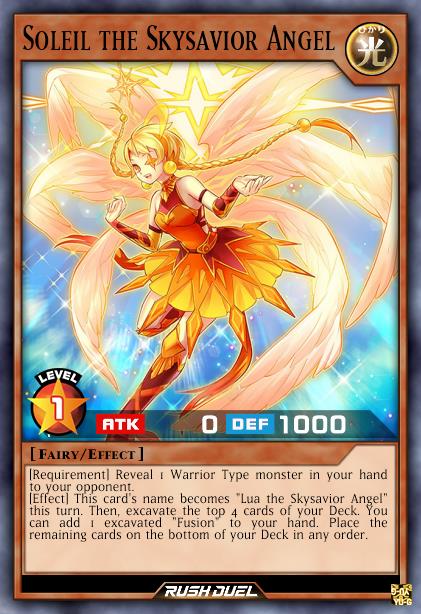 Soleil the Skysavior Angel
ひかり
光
LEVEL
1
ATK 0 DEF 1000
[Fairy/Effect]
[Requirement] Reveal 1 Warrior Type monster in your hand
to your opponent.
[Effect] This card's name becomes "Lua the Skysavior Angel"
this turn. Then, excavate the top 4 cards of your Deck. You
can add 1 excavated "Fusion" to your hand. Place the
remaining cards on the bottom of your Deck in any order.
RUSH DUEL